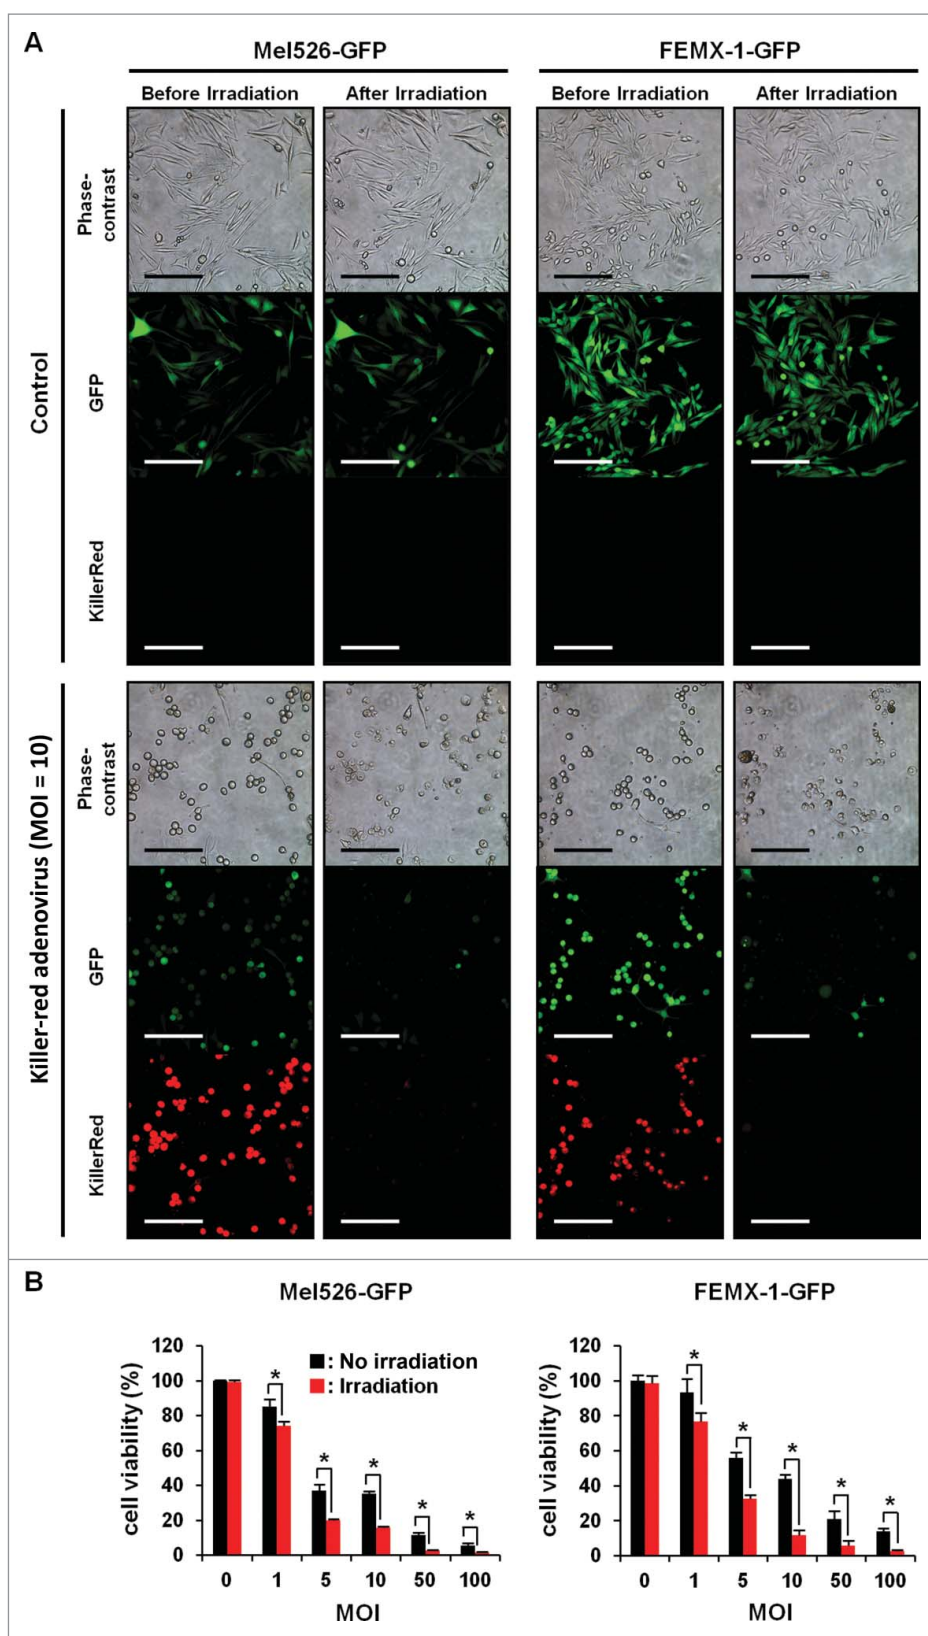 A
Mel526-GFP
FEMX-1-GFP
Before Irradiation
After Irradiation
Before Irradiation
After Irradiation
Control
Phase-
contrast
GFP
KillerRed
Killer-red adenovirus (MOI = 10)
Phase-
contrast
GFP
KillerRed
B
Mel526-GFP
cell viability (%)
120
100
80
60
40
20
0
: No irradiation
: Irradiation
*
*
*
*
*
0 1 5 10 50 100
MOI
FEMX-1-GFP
cell viability (%)
120
100
80
60
40
20
0
*
*
*
*
*
0 1 5 10 50 100
MOI